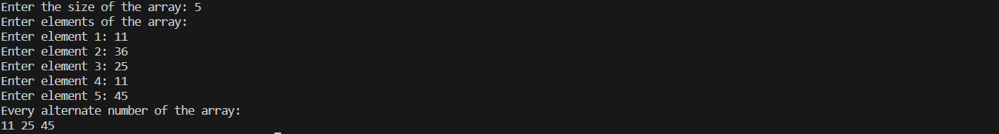 Enter the size of the array: 5
Enter elements of the array:
Enter element 1: 11
Enter element 2: 36
Enter element 3: 25
Enter element 4: 11
Enter element 5: 45
Every alternate number of the array:
11 25 45